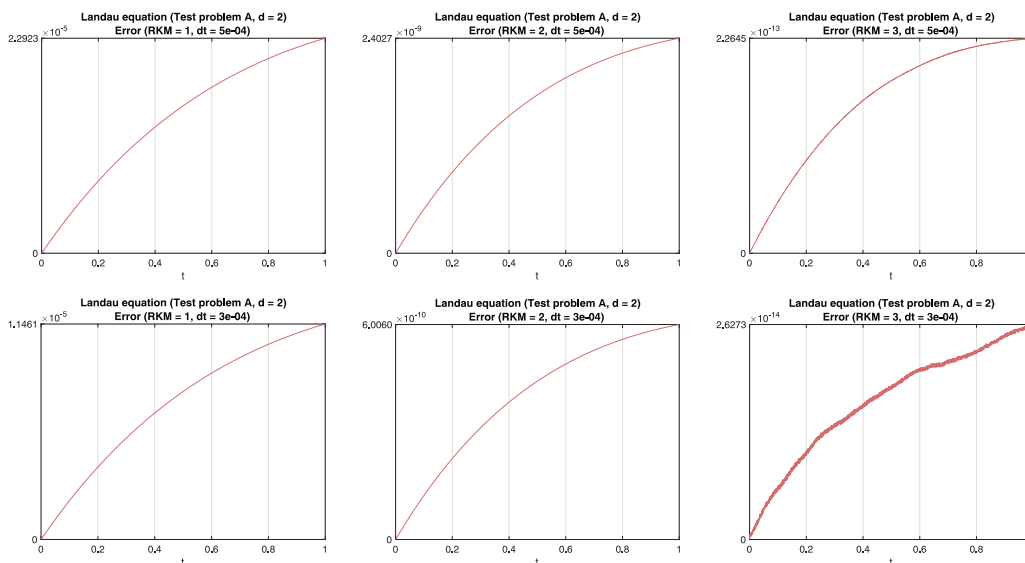 Landau equation (Test problem A, d = 2)
Error (RKM = 1, dt = 5e-04)
2.2923 ×10^-5
0
0 0.2 0.4 0.6 0.8 1
t
Landau equation (Test problem A, d = 2)
Error (RKM = 2, dt = 5e-04)
2.4027 ×10^-9
0
0 0.2 0.4 0.6 0.8 1
t
Landau equation (Test problem A, d = 2)
Error (RKM = 3, dt = 5e-04)
2.2645 ×10^-13
0
0 0.2 0.4 0.6 0.8 1
t
Landau equation (Test problem A, d = 2)
Error (RKM = 1, dt = 3e-04)
1.1461 ×10^-5
0
0 0.2 0.4 0.6 0.8 1
t
Landau equation (Test problem A, d = 2)
Error (RKM = 2, dt = 3e-04)
6.0060 ×10^-10
0
0 0.2 0.4 0.6 0.8 1
t
Landau equation (Test problem A, d = 2)
Error (RKM = 3, dt = 3e-04)
2.6273 ×10^-14
0
0 0.2 0.4 0.6 0.8 1
t